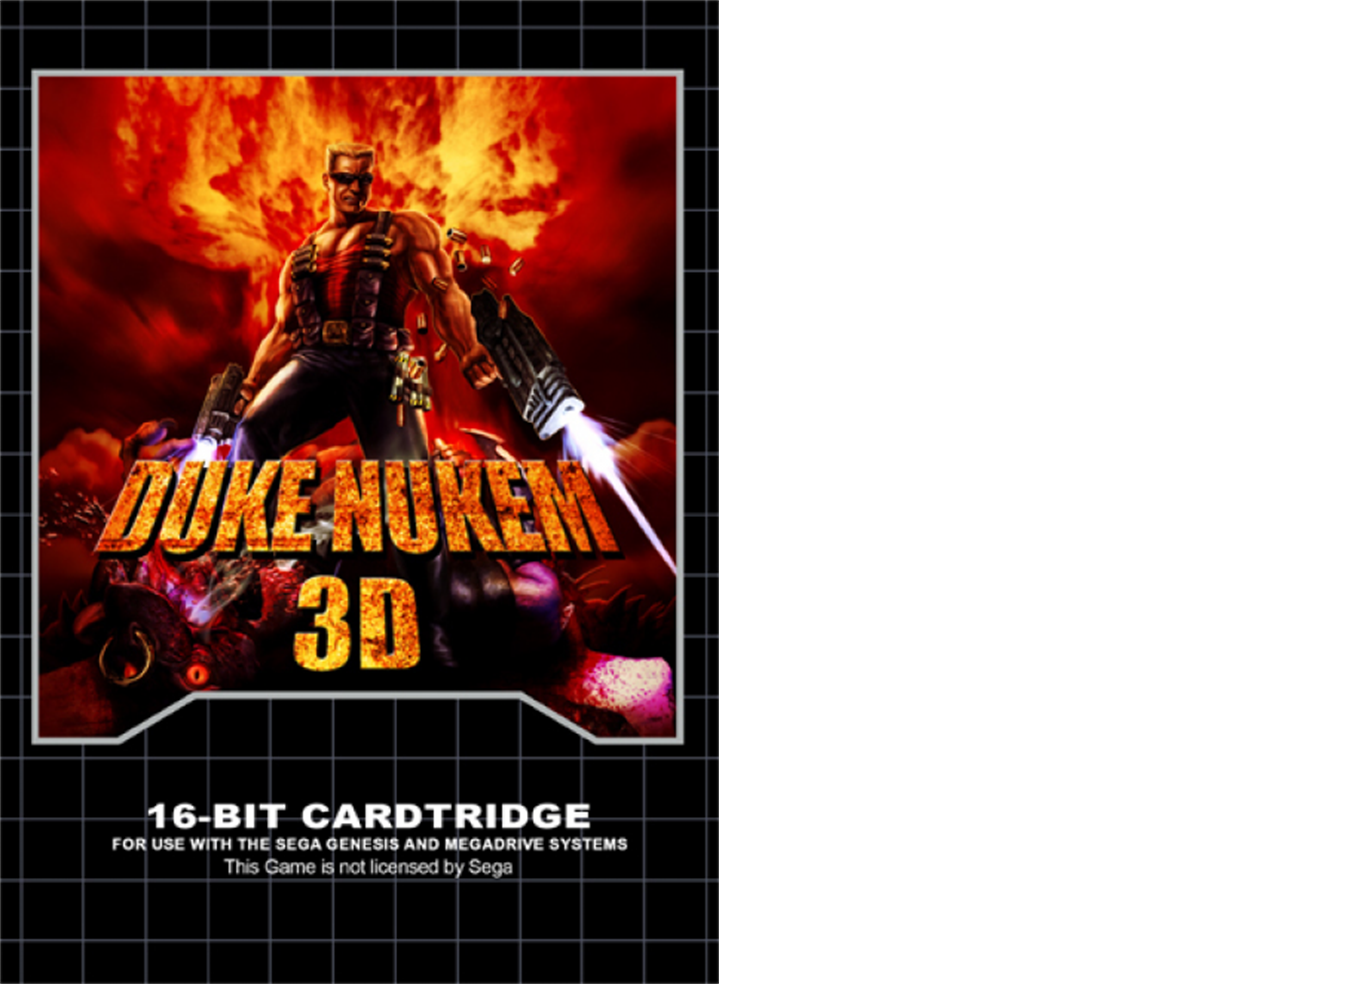 DUKE NUKEM
3D
16-BIT CARDTRIDGE
FOR USE WITH THE SEGA GENESIS AND MEGADRIVE SYSTEMS
This Game is not licensed by Sega